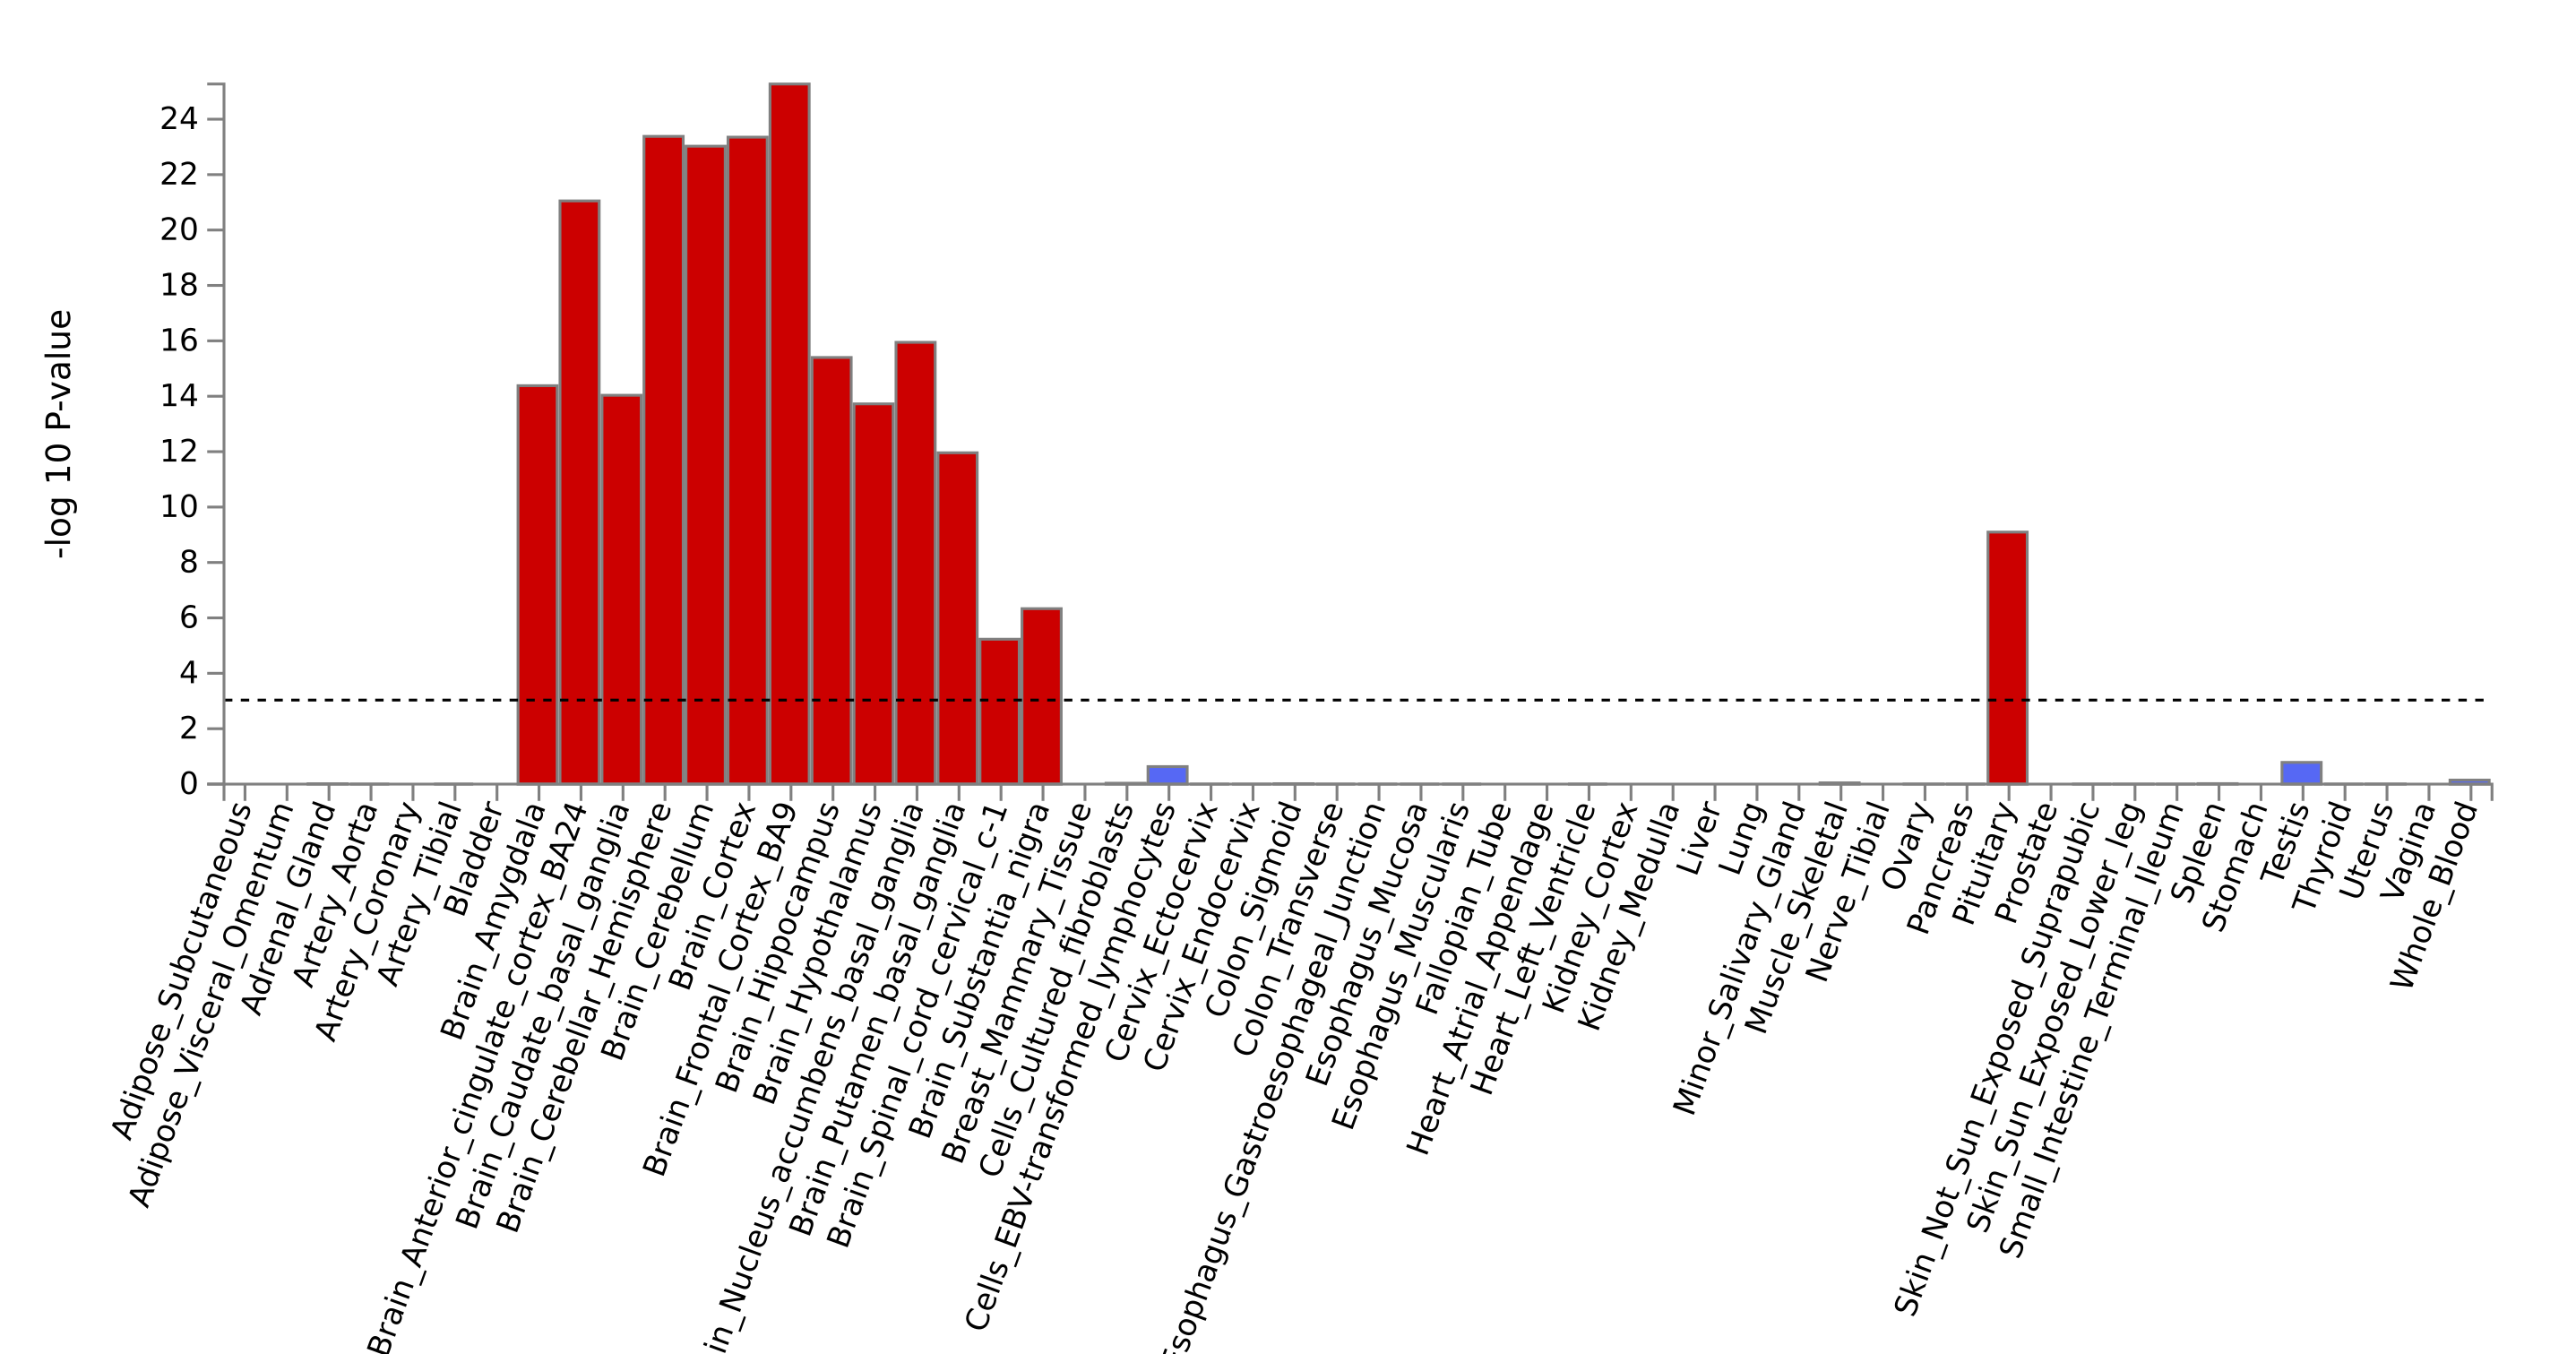 -log 10 P-value
24
22
20
18
16
14
12
10
8
6
4
2
0
Adipose_Subcutaneous
Adipose_Visceral_Omentum
Adrenal_Gland
Artery_Aorta
Artery_Coronary
Artery_Tibial
Bladder
Brain_Amygdala
Brain_Anterior_cingulate_cortex_BA24
Brain_Caudate_basal_ganglia
Brain_Cerebellar_Hemisphere
Brain_Cerebellum
Brain_Cortex
Brain_Frontal_Cortex_BA9
Brain_Hippocampus
Brain_Hypothalamus
in_Nucleus_accumbens_basal_ganglia
Brain_Putamen_basal_ganglia
Brain_Spinal_cord_cervical_c-1
Brain_Substantia_nigra
Breast_Mammary_Tissue
Cells_Cultured_fibroblasts
Cells_EBV-transformed_lymphocytes
Cervix_Ectocervix
Cervix_Endocervix
Colon_Sigmoid
Colon_Transverse
Esophagus_Gastroesophageal_Junction
Esophagus_Mucosa
Esophagus_Muscularis
Fallopian_Tube
Heart_Atrial_Appendage
Heart_Left_Ventricle
Kidney_Cortex
Kidney_Medulla
Liver
Lung
Minor_Salivary_Gland
Muscle_Skeletal
Nerve_Tibial
Ovary
Pancreas
Pituitary
Prostate
Skin_Not_Sun_Exposed_Suprapubic
Skin_Sun_Exposed_Lower_leg
Small_Intestine_Terminal_Ileum
Spleen
Stomach
Testis
Thyroid
Uterus
Vagina
Whole_Blood